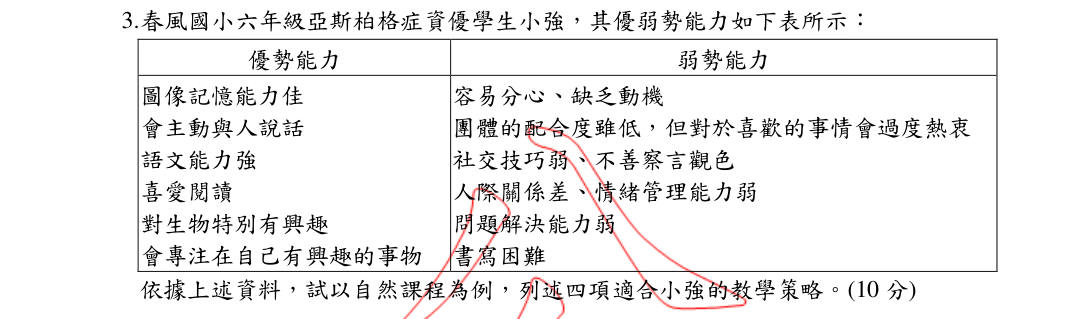 3.春風國小六年級亞斯柏格症資優學生小強，其優弱勢能力如下表所示：
優勢能力 弱勢能力
圖像記憶能力佳 容易分心、缺乏動機
會主動與人說話 團體的配合度雖低，但對於喜歡的事情會過度熱衷
語文能力強 社交技巧弱、不善察言觀色
喜愛閱讀 人際關係差、情緒管理能力弱
對生物特別有興趣 問題解決能力弱
會專注在自己有興趣的事物 書寫困難
依據上述資料，試以自然課程為例，列述四項適合小強的教學策略。(10 分)